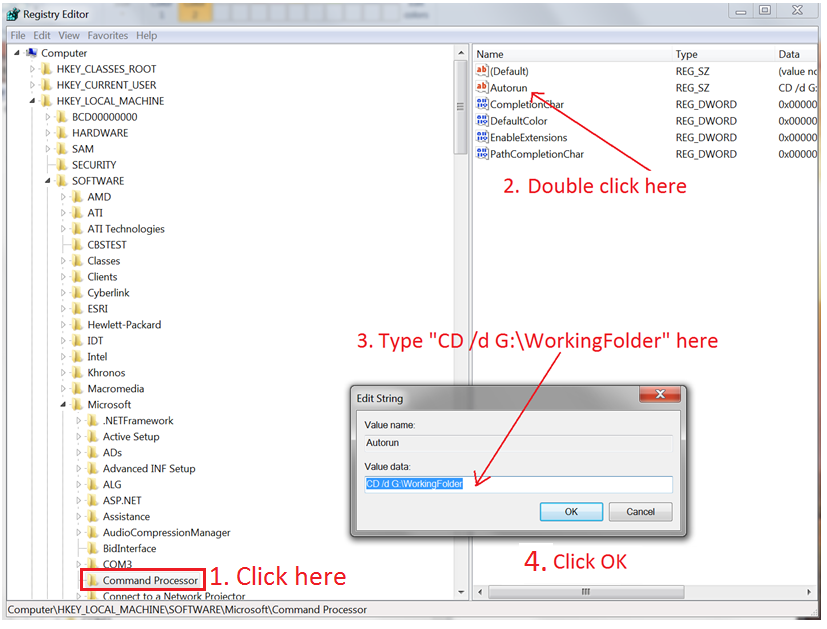 Registry Editor
File Edit View Favorites Help
Computer
HKEY_CLASSES_ROOT
HKEY_CURRENT_USER
HKEY_LOCAL_MACHINE
BCD00000000
HARDWARE
SAM
SECURITY
SOFTWARE
AMD
ATI
ATI Technologies
CBSTEST
Classes
Clients
Cyberlink
ESRI
Hewlett-Packard
IDT
Intel
Khronos
Macromedia
Microsoft
.NETFramework
Active Setup
ADs
Advanced INF Setup
ALG
ASP.NET
Assistance
AudioCompressionManager
BidInterface
COM3
Command Processor
Connect to a Network Projector
1. Click here
Name Type Data
(Default) REG_SZ (value no
Autorun REG_SZ CD /d G:
CompletionChar REG_DWORD 0x00000
DefaultColor REG_DWORD 0x00000
EnableExtensions REG_DWORD 0x00000
PathCompletionChar REG_DWORD 0x00000
2. Double click here
3. Type "CD /d G:\WorkingFolder" here
Edit String
Value name:
Autorun
Value data:
CD /d G:\WorkingFolder
OK Cancel
4. Click OK
Computer\HKEY_LOCAL_MACHINE\SOFTWARE\Microsoft\Command Processor